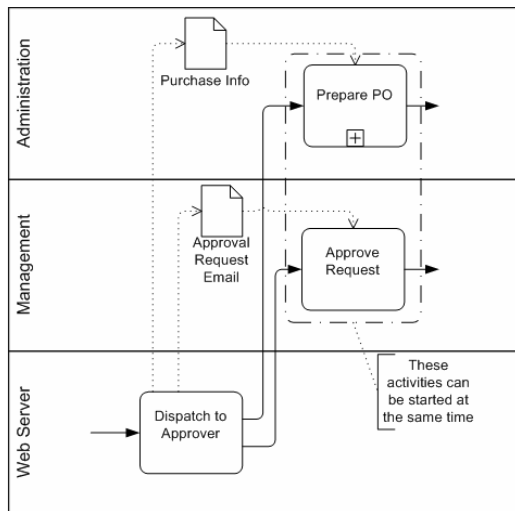 Administration
Purchase Info
Prepare PO
+
Management
Approval
Request
Email
Approve
Request
These
activities can
be started at
the same time
Web Server
Dispatch to
Approver